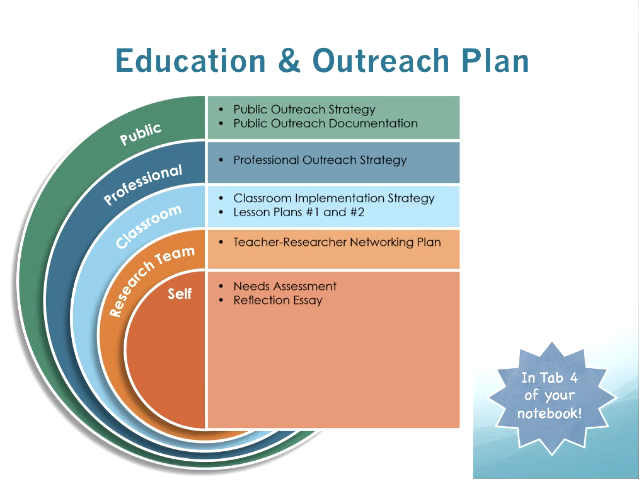 Education & Outreach Plan
Public
• Public Outreach Strategy
• Public Outreach Documentation
Professional
• Professional Outreach Strategy
Classroom
• Classroom Implementation Strategy
• Lesson Plans #1 and #2
Research Team
• Teacher-Researcher Networking Plan
Self
• Needs Assessment
• Reflection Essay
In Tab 4
of your
notebook!